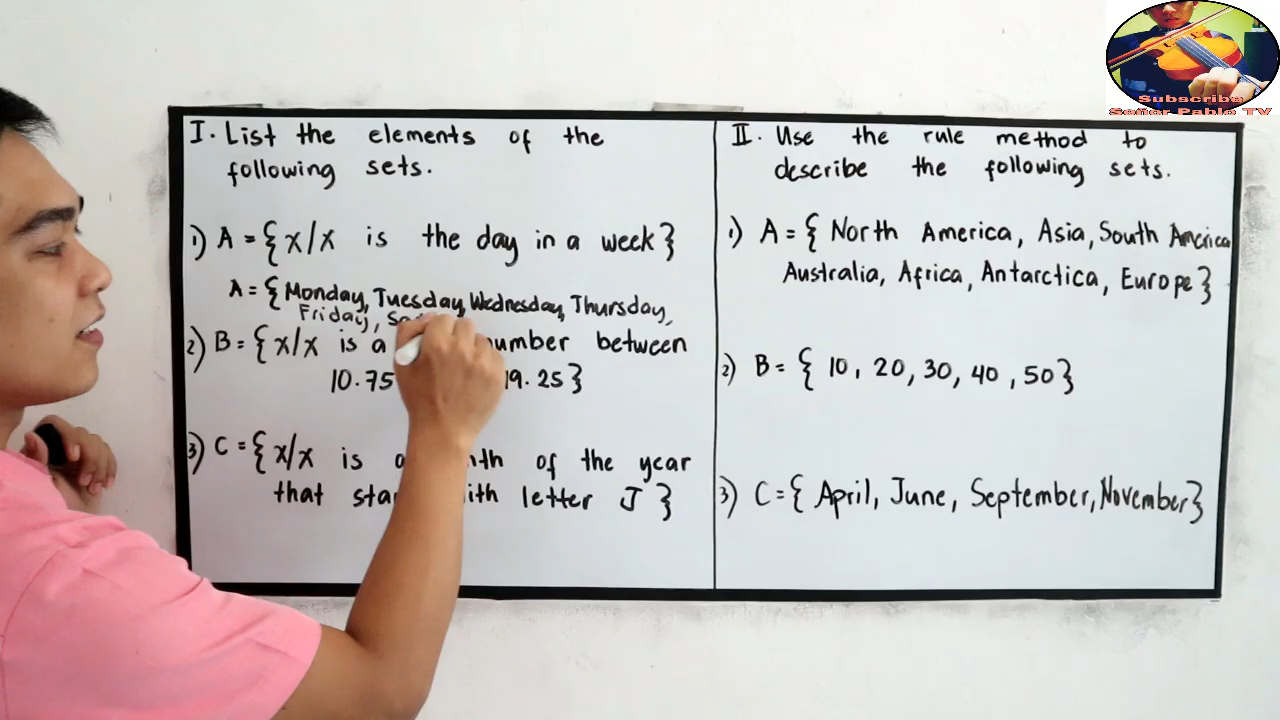 I. List the elements of the
following sets.
1) A = { x/x is the day in a week }
A = { Monday, Tuesday, Wednesday, Thursday,
Friday,
2) B = { x/x is a number between
10.75 19.25 }
3) C = { x/x is of the year
that letter J }
II. Use the rule method to
describe the following sets.
1) A = { North America, Asia, South America
Australia, Africa, Antarctica, Europe }
2) B = { 10, 20, 30, 40, 50 }
3) C = { April, June, September, November }
Subscribe
Señor Pablo TV